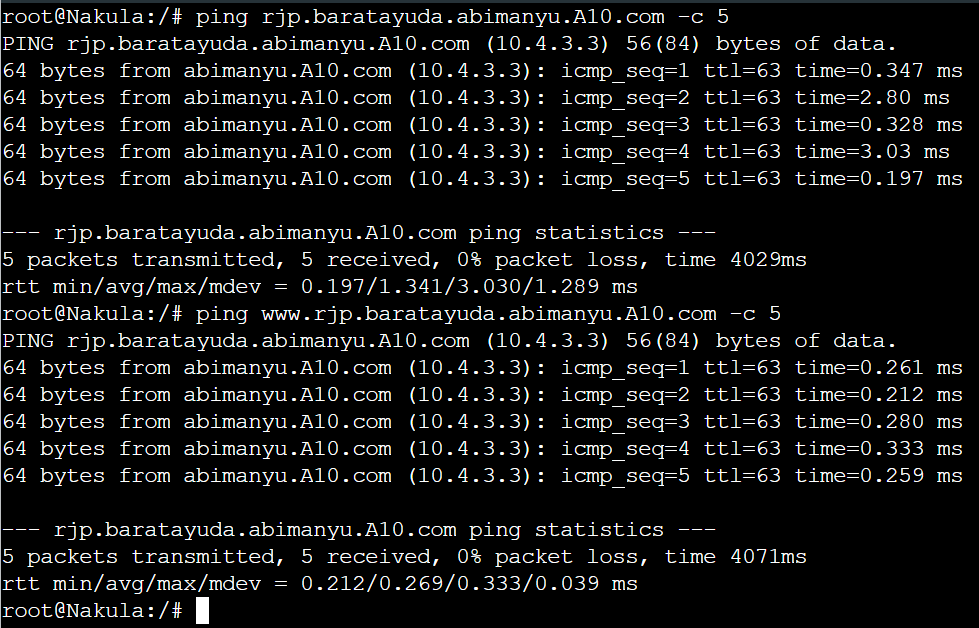 root@Nakula:/# ping rjp.baratayuda.abimanyu.A10.com -c 5
PING rjp.baratayuda.abimanyu.A10.com (10.4.3.3) 56(84) bytes of data.
64 bytes from abimanyu.A10.com (10.4.3.3): icmp_seq=1 ttl=63 time=0.347 ms
64 bytes from abimanyu.A10.com (10.4.3.3): icmp_seq=2 ttl=63 time=2.80 ms
64 bytes from abimanyu.A10.com (10.4.3.3): icmp_seq=3 ttl=63 time=0.328 ms
64 bytes from abimanyu.A10.com (10.4.3.3): icmp_seq=4 ttl=63 time=3.03 ms
64 bytes from abimanyu.A10.com (10.4.3.3): icmp_seq=5 ttl=63 time=0.197 ms

--- rjp.baratayuda.abimanyu.A10.com ping statistics ---
5 packets transmitted, 5 received, 0% packet loss, time 4029ms
rtt min/avg/max/mdev = 0.197/1.341/3.030/1.289 ms
root@Nakula:/# ping www.rjp.baratayuda.abimanyu.A10.com -c 5
PING rjp.baratayuda.abimanyu.A10.com (10.4.3.3) 56(84) bytes of data.
64 bytes from abimanyu.A10.com (10.4.3.3): icmp_seq=1 ttl=63 time=0.261 ms
64 bytes from abimanyu.A10.com (10.4.3.3): icmp_seq=2 ttl=63 time=0.212 ms
64 bytes from abimanyu.A10.com (10.4.3.3): icmp_seq=3 ttl=63 time=0.280 ms
64 bytes from abimanyu.A10.com (10.4.3.3): icmp_seq=4 ttl=63 time=0.333 ms
64 bytes from abimanyu.A10.com (10.4.3.3): icmp_seq=5 ttl=63 time=0.259 ms

--- rjp.baratayuda.abimanyu.A10.com ping statistics ---
5 packets transmitted, 5 received, 0% packet loss, time 4071ms
rtt min/avg/max/mdev = 0.212/0.269/0.333/0.039 ms
root@Nakula:/#